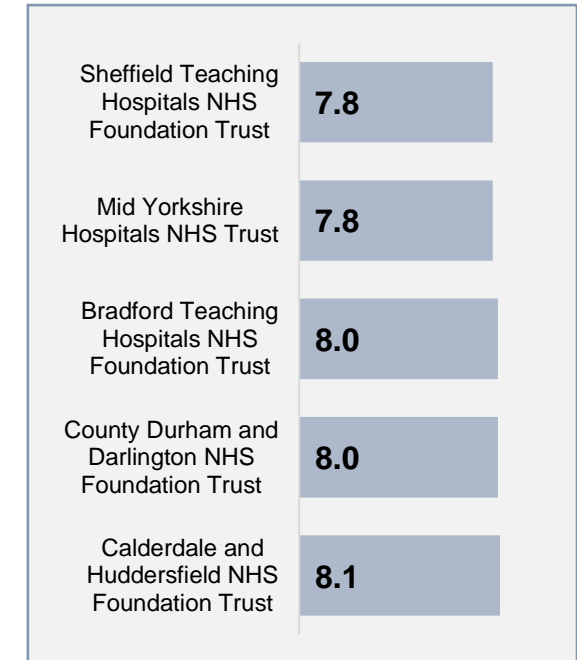 Sheffield Teaching
Hospitals NHS
Foundation Trust
7.8
Mid Yorkshire
Hospitals NHS Trust
7.8
Bradford Teaching
Hospitals NHS
Foundation Trust
8.0
County Durham and
Darlington NHS
Foundation Trust
8.0
Calderdale and
Huddersfield NHS
Foundation Trust
8.1